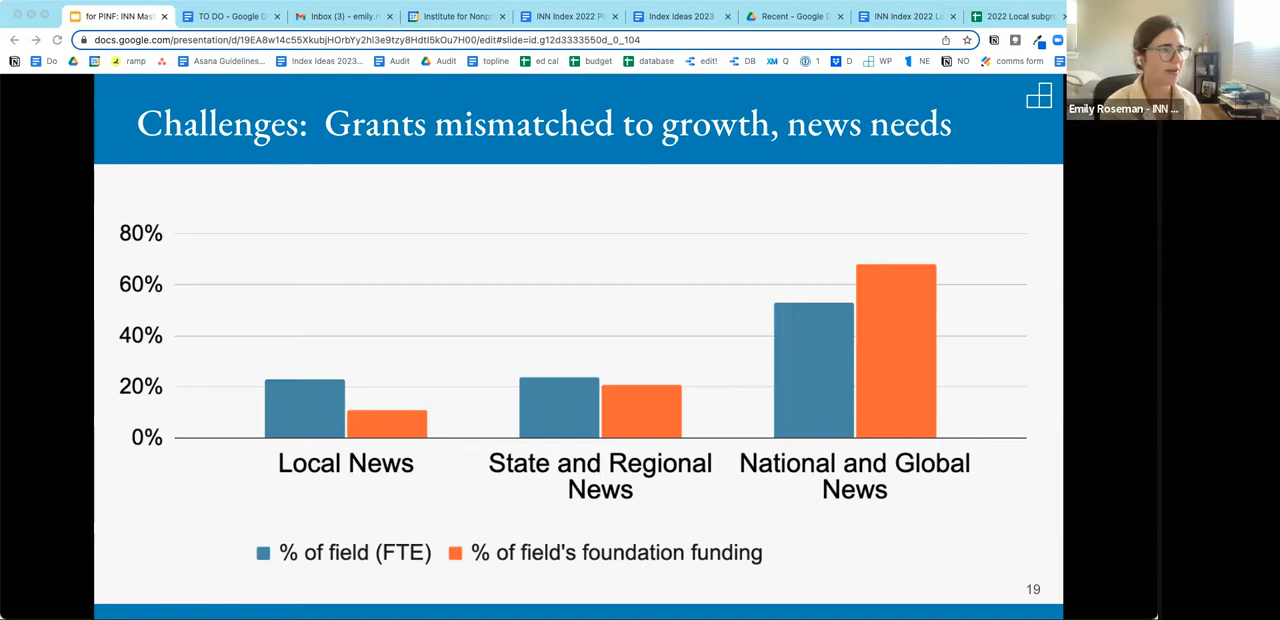 for PINF: INN Mas
TO DO - Google D
Inbox (3) - emily.r
Institute for Nonpr
INN Index 2022 Pu
Index Ideas 2023
Recent - Google D
INN Index 2022 Lo
2022 Local subgro
docs.google.com/presentation/d/19EA8w14c55XkubjHOrbYy2hl3e9tzy8HdtI5kOu7H00/edit#slide=id.g12d3333550d_0_104
Do
ramp
Asana Guidelines...
Index Ideas 2023...
Audit
Audit
topline
ed cal
budget
database
edit!
DB
Q
1
D
WP
NE
NO
comms form
Emily Roseman - INN ...
Challenges: Grants mismatched to growth, news needs
80%
60%
40%
20%
0%
Local News
State and Regional
News
National and Global
News
% of field (FTE)
% of field's foundation funding
19